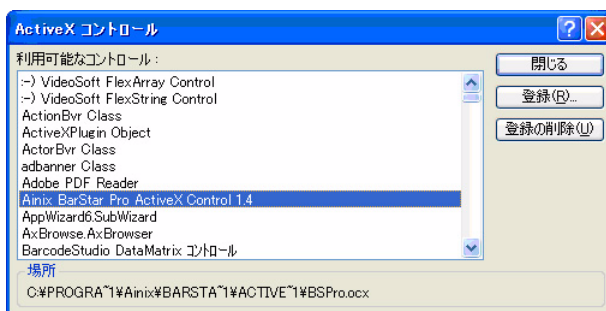 ActiveX コントロール
利用可能なコントロール：
:-) VideoSoft FlexArray Control
:-) VideoSoft FlexString Control
ActionBvr Class
ActiveXPlugin Object
ActorBvr Class
adbanner Class
Adobe PDF Reader
Ainix BarStar Pro ActiveX Control 1.4
AppWizard6.SubWizard
AxBrowse.AxBrowser
BarcodeStudio DataMatrix コントロール
閉じる
登録(R)...
登録の削除(U)
場所
C:¥PROGRA~1¥Ainix¥BARSTA~1¥ACTIVE~1¥BSPro.ocx